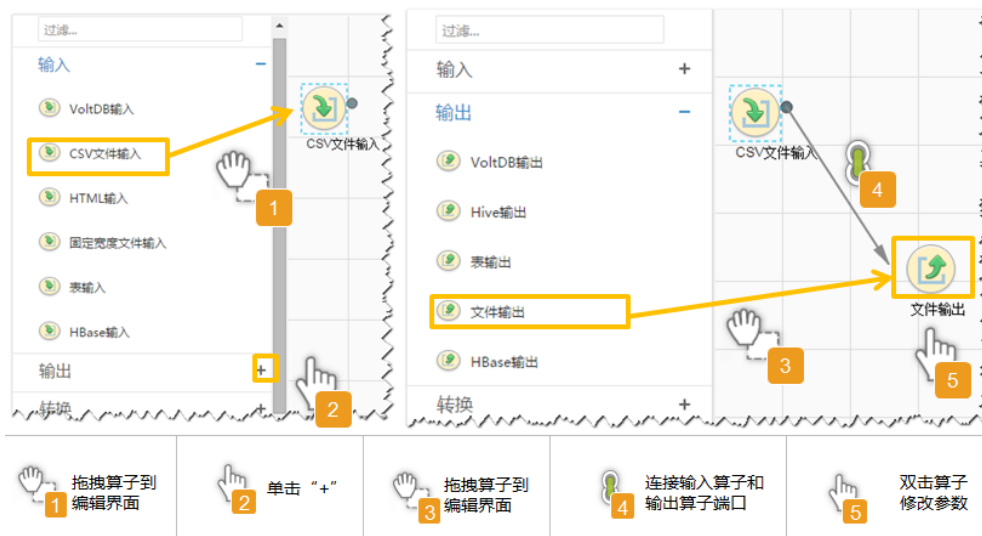 过滤...
输入
−
VoltDB输入
CSV文件输入
HTML输入
固定宽度文件输入
表输入
HBase输入
输出
+
转换
+
CSV文件输入
1
2
过滤...
输入
+
输出
−
VoltDB输出
Hive输出
表输出
文件输出
HBase输出
转换
+
CSV文件输入
4
文件输出
3
5
1
拖拽算子到
编辑界面
2
单击“+”
3
拖拽算子到
编辑界面
4
连接输入算子和
输出算子端口
5
双击算子
修改参数